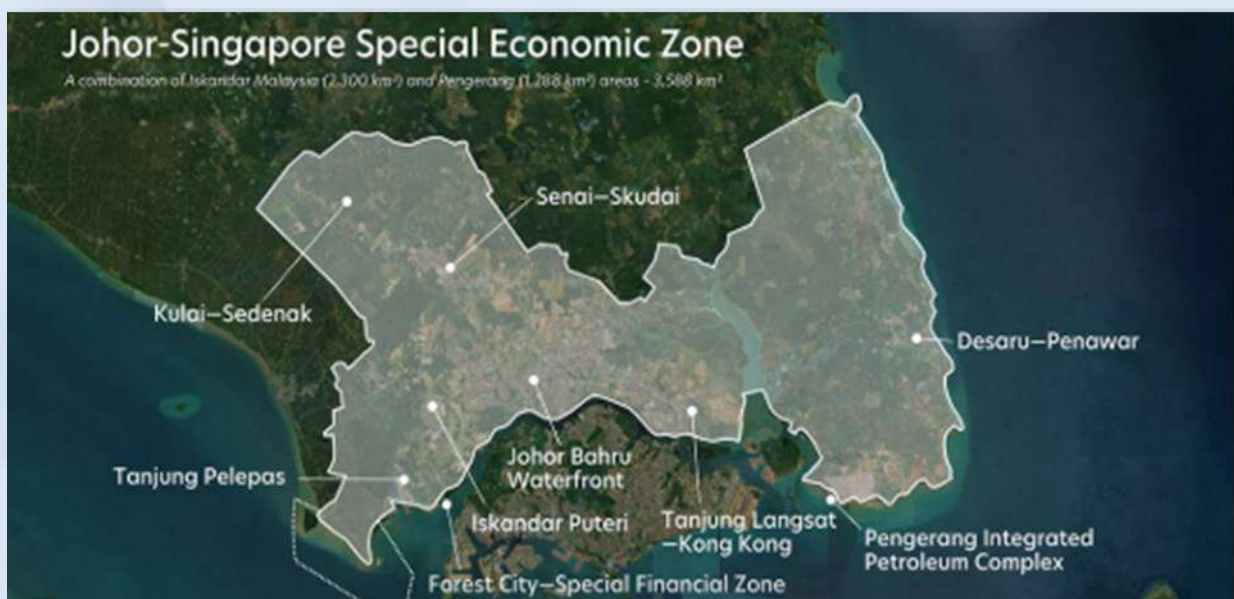 Johor-Singapore Special Economic Zone
A combination of Iskandar Malaysia (2,300 km²) and Pengerang (1,288 km²) areas - 3,588 km²
Senai–Skudai
Kulai–Sedenak
Desaru–Penawar
Tanjung Pelepas
Johor Bahru
Waterfront
Iskandar Puteri
Tanjung Langsat
–Kong Kong
Pengerang Integrated
Petroleum Complex
Forest City–Special Financial Zone